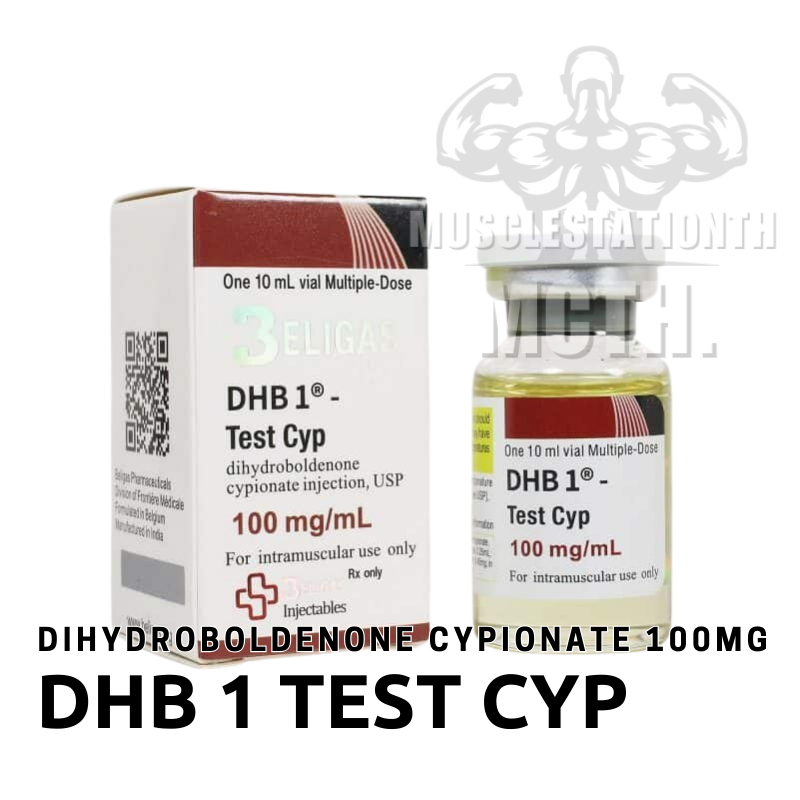 MUSCLESTATIONTH
MCTH.
One 10 mL vial Multiple-Dose
BELIGAS
DHB 1® -
Test Cyp
dihydroboldenone
cypionate injection, USP
100 mg/mL
For intramuscular use only
Rx only
Injectables
Beligas Pharmaceuticals
Division of Frontière Médicale
Formulated in Belgium
Manufactured in India
One 10 ml vial Multiple-Dose
DHB 1® -
Test Cyp
100 mg/mL
For intramuscular use only
DIHYDROBOLDENONE CYPIONATE 100MG
DHB 1 TEST CYP